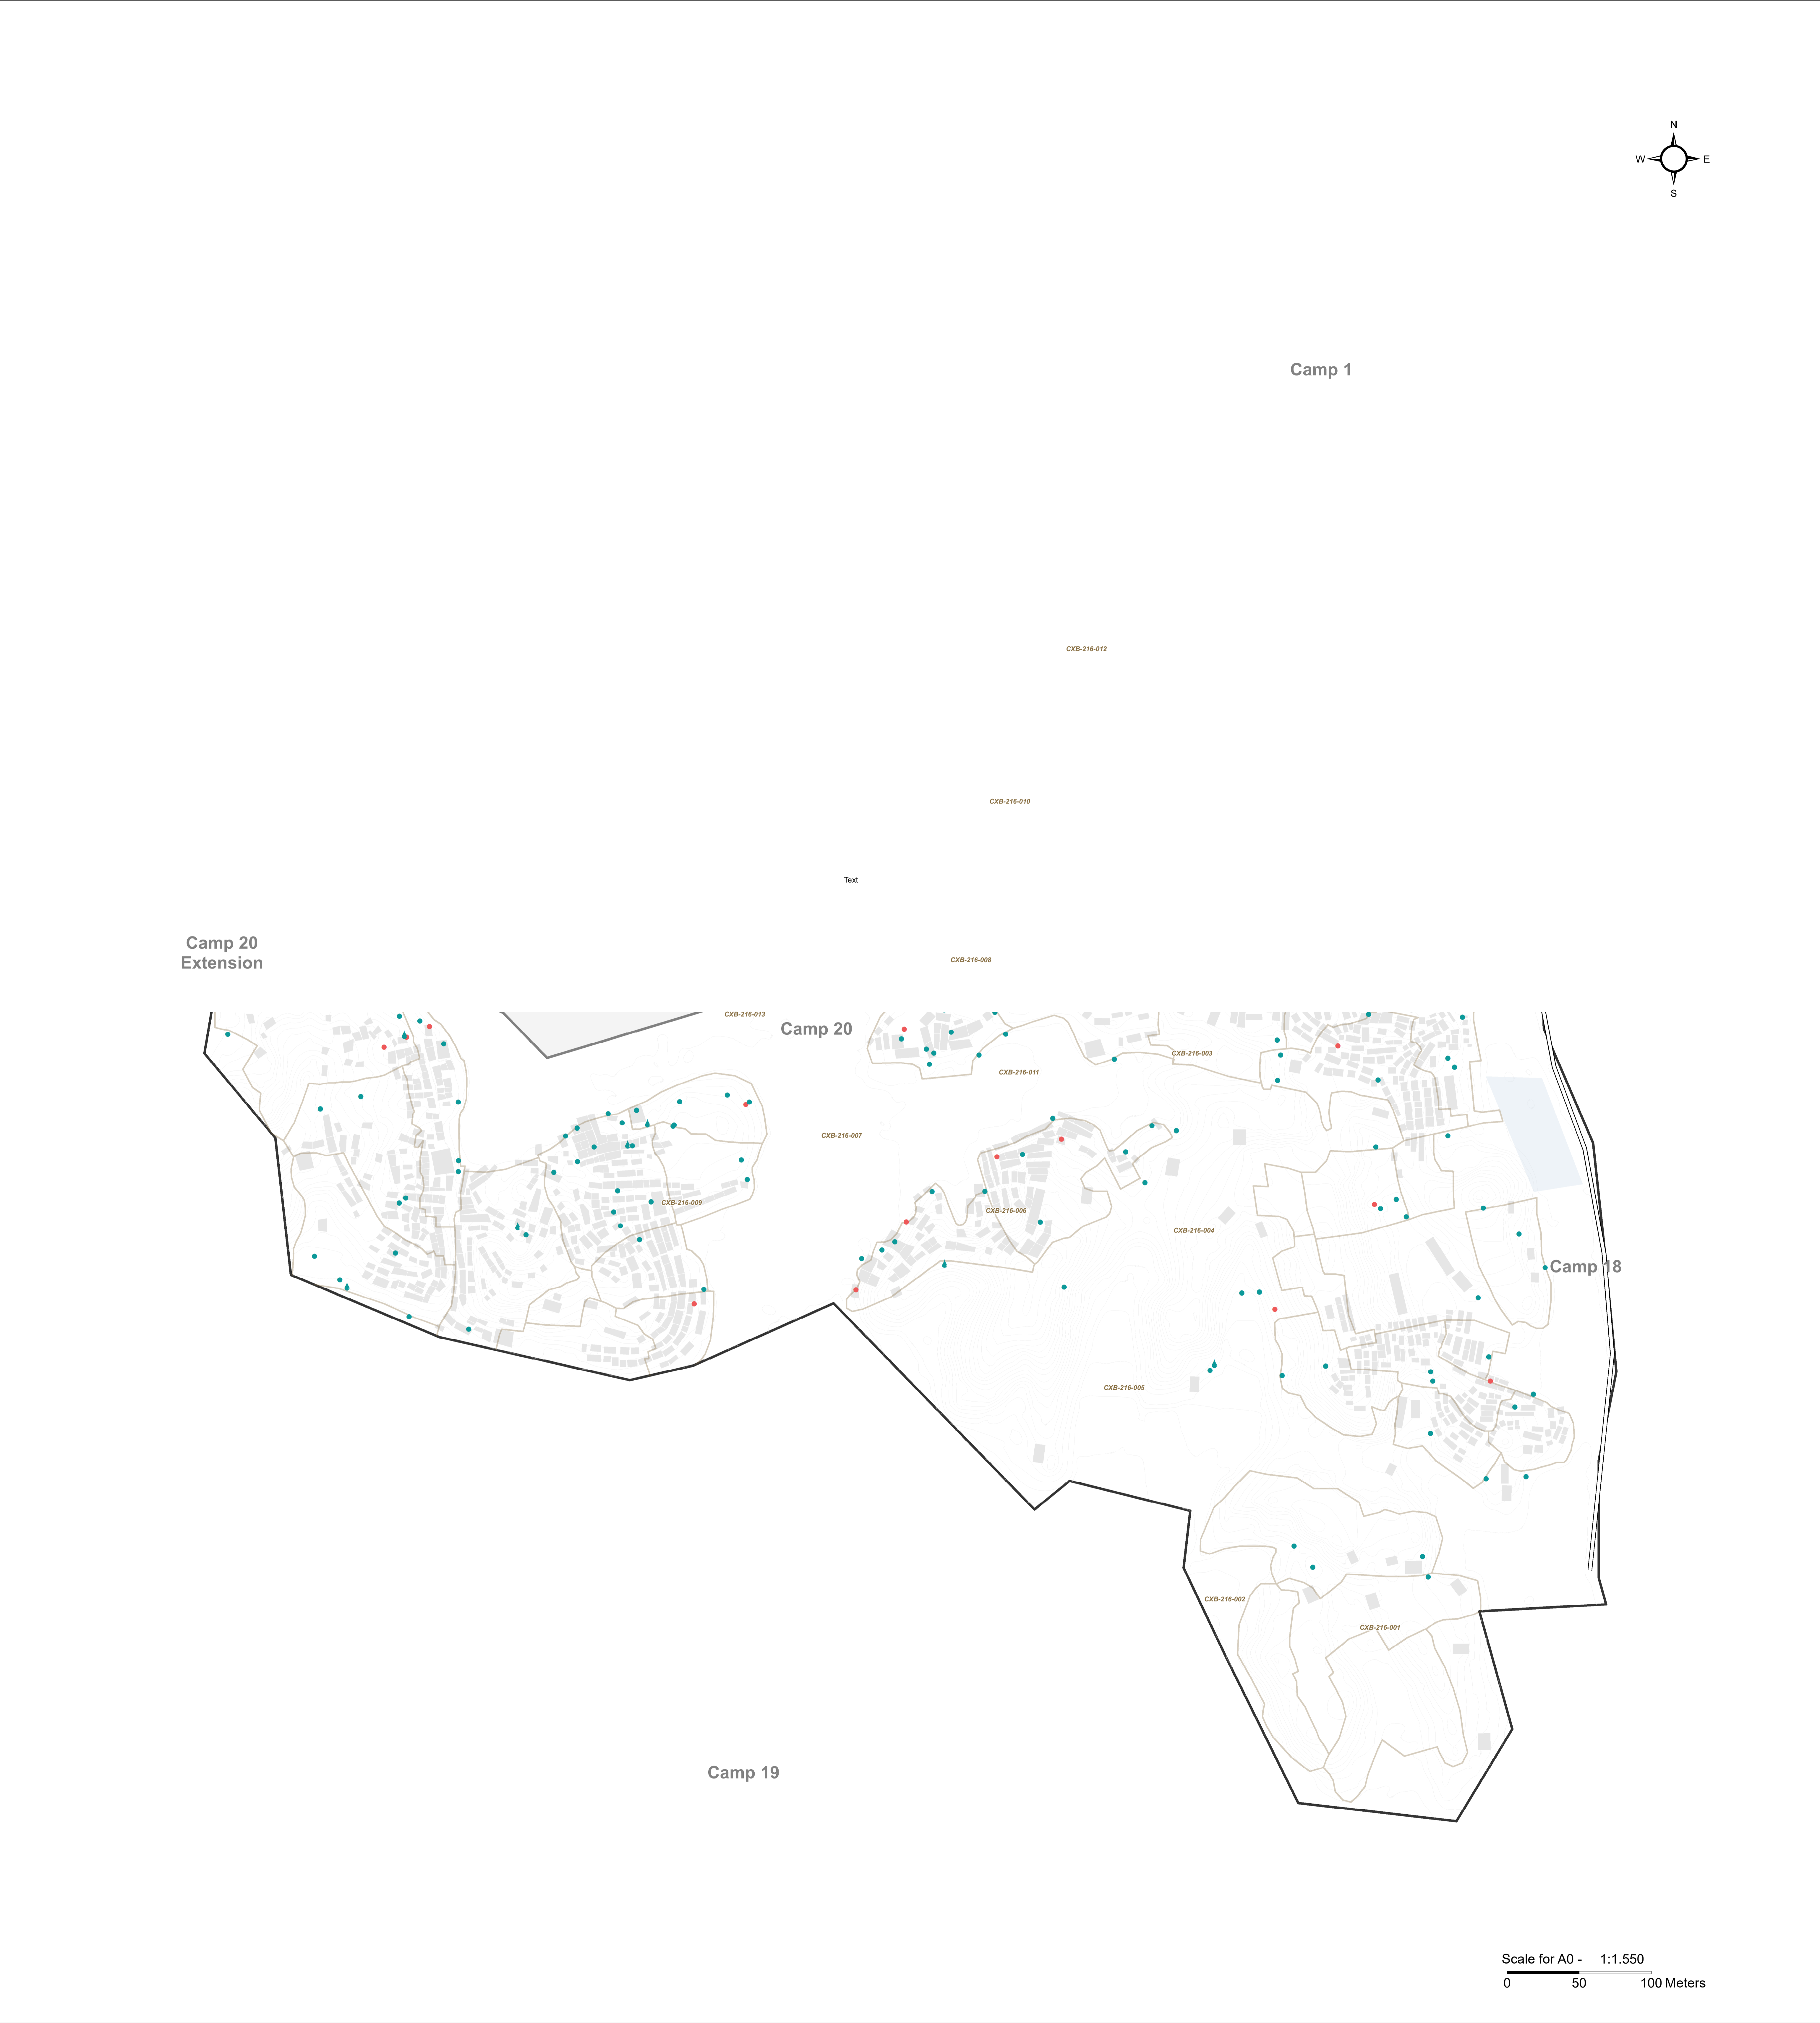 N
W E
S
Camp 1
CXB-216-012
CXB-216-010
Text
Camp 20
Extension
CXB-216-008
CXB-216-013
Camp 20
CXB-216-003
CXB-216-011
CXB-216-007
CXB-216-009
CXB-216-006
CXB-216-004
Camp 18
CXB-216-005
CXB-216-002
CXB-216-001
Camp 19
Scale for A0 - 1:1.550
0 50 100 Meters